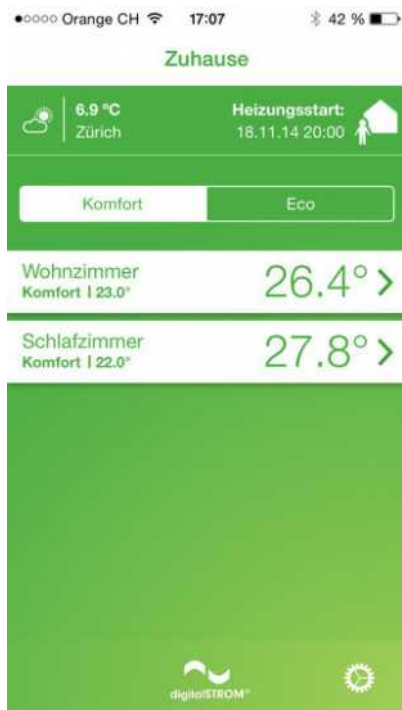 Orange CH 17:07 42 %
Zuhause
6.9 °C
Zürich
Heizungsstart:
18.11.14 20:00
Komfort
Eco
Wohnzimmer
Komfort | 23.0°
26.4°
Schlafzimmer
Komfort | 22.0°
27.8°
digitalSTROM®